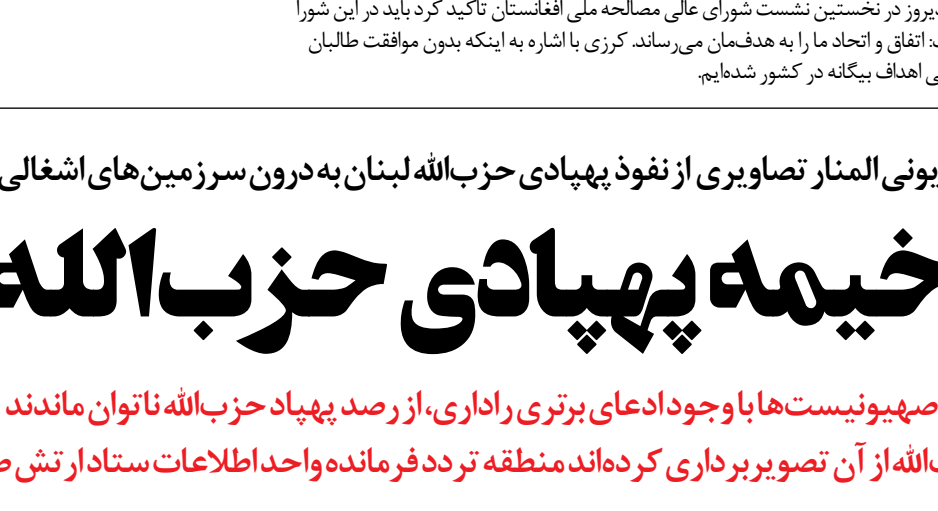 دیروز در نخستین نشست شورای عالی مصالحه ملی افغانستان تاکید کرد باید در این شورا
: اتفاق و اتحاد ما را به هدف‌مان می‌رساند. کرزی با اشاره به اینکه بدون موافقت طالبان
ی اهداف بیگانه در کشور شده‌ایم.
یونی المنار تصاویری از نفوذ پهپادی حزب‌الله لبنان به درون سرزمین‌های اشغالی
خیمه پهپادی حزب‌الله
صهیونیست‌ها با وجود ادعای برتری راداری، از رصد پهپاد حزب‌الله ناتوان ماندند
ب‌الله از آن تصویربرداری کرده‌اند منطقه تردد فرمانده واحد اطلاعات ستاد ارتش ص